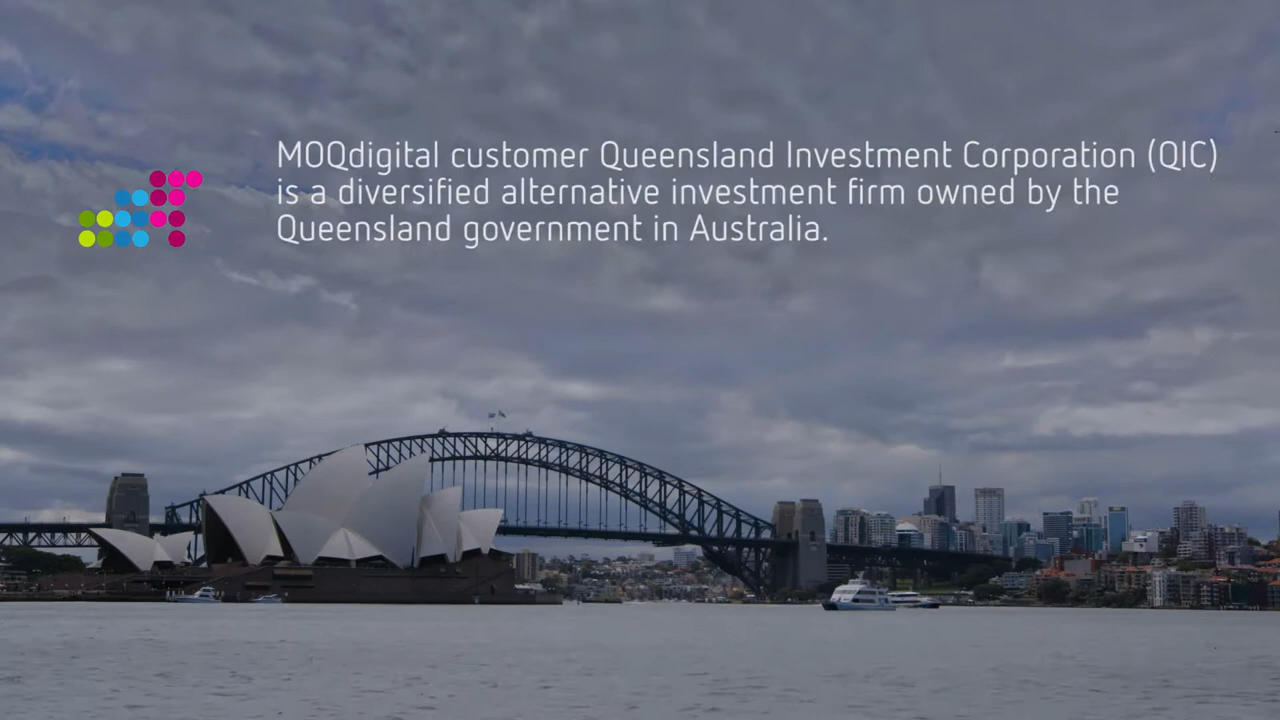 MOQdigital customer Queensland Investment Corporation (QIC)
is a diversified alternative investment firm owned by the
Queensland government in Australia.